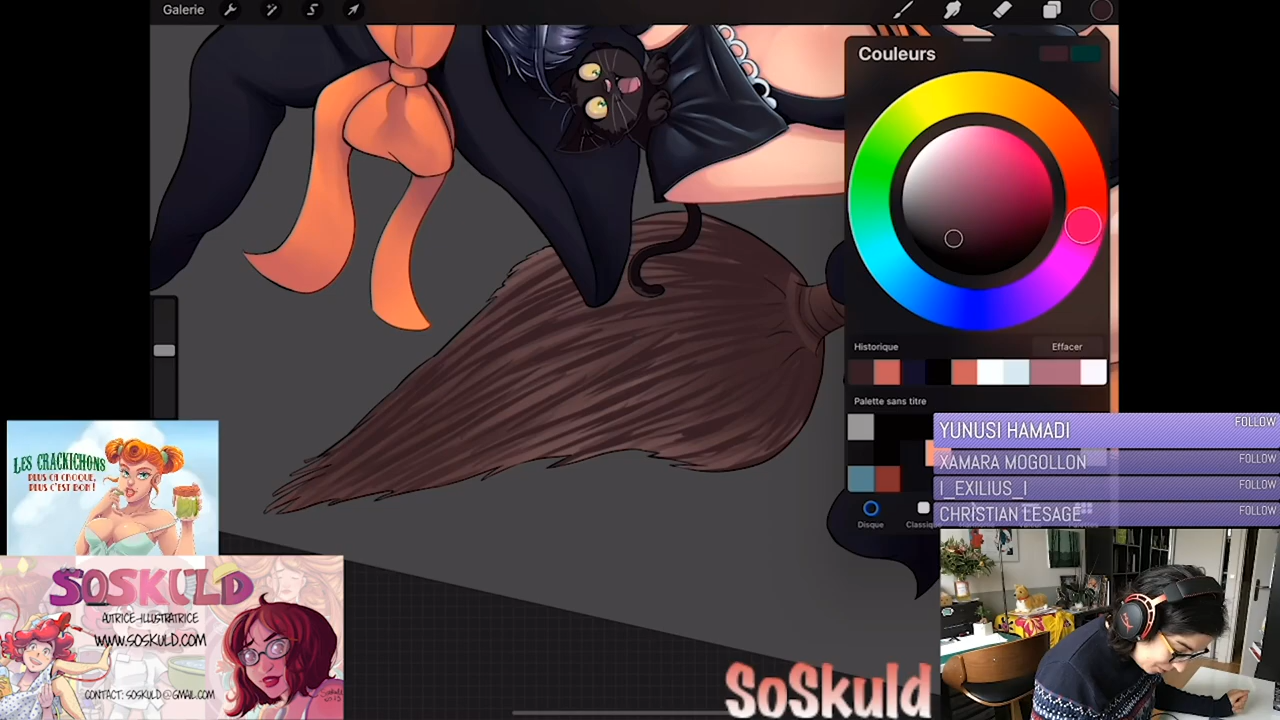 Galerie
Couleurs
Historique
Effacer
Palette sans titre
Disque
LES CRACKICHONS
PLUS ON CROQUE,
PLUS C'EST BON !
SOSKULD
AUTRICE-ILLUSTRATRICE
WWW.SOSKULD.COM
CONTACT: SOSKULD@GMAIL.COM
YUNUSI HAMADI FOLLOW
XAMARA MOGOLLON FOLLOW
I_EXILIUS_I FOLLOW
CHRISTIAN LESAGE FOLLOW
SoSkuld